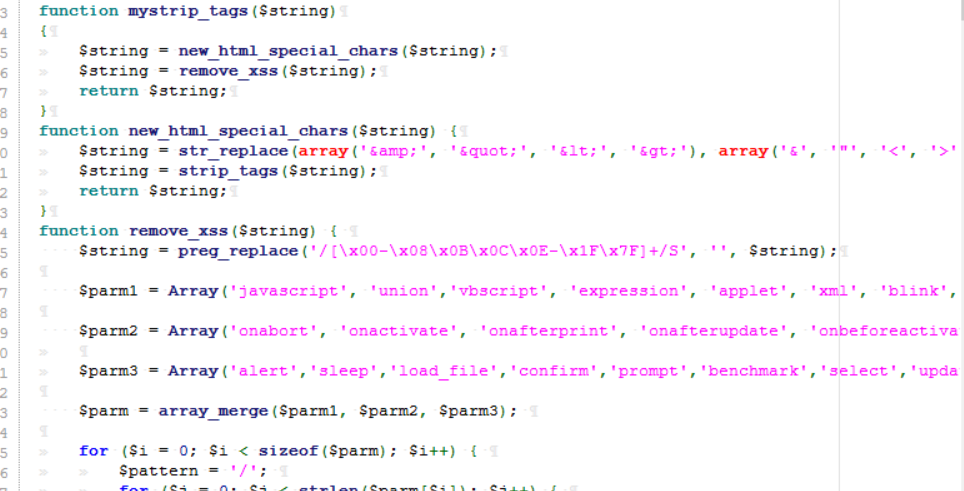 3 function mystrip_tags($string)
4 {
5 $string = new_html_special_chars($string);
6 $string = remove_xss($string);
7 return $string;
8 }
9 function new_html_special_chars($string) {
0 $string = str_replace(array('&amp;', '&quot;', '&lt;', '&gt;'), array('&', '"', '<', '>'
1 $string = strip_tags($string);
2 return $string;
3 }
4 function remove_xss($string) {
5 $string = preg_replace('/[\x00-\x08\x0B\x0C\x0E-\x1F\x7F]+/S', '', $string);
6
7 $parm1 = Array('javascript', 'union','vbscript', 'expression', 'applet', 'xml', 'blink',
8
9 $parm2 = Array('onabort', 'onactivate', 'onafterprint', 'onafterupdate', 'onbeforeactiva
0
1 $parm3 = Array('alert','sleep','load_file','confirm','prompt','benchmark','select','upda
2
3 $parm = array_merge($parm1, $parm2, $parm3);
4
5 for ($i = 0; $i < sizeof($parm); $i++) {
6 $pattern = '/';
for ($j = 0; $j < strlen($parm[$i]); $j++) {